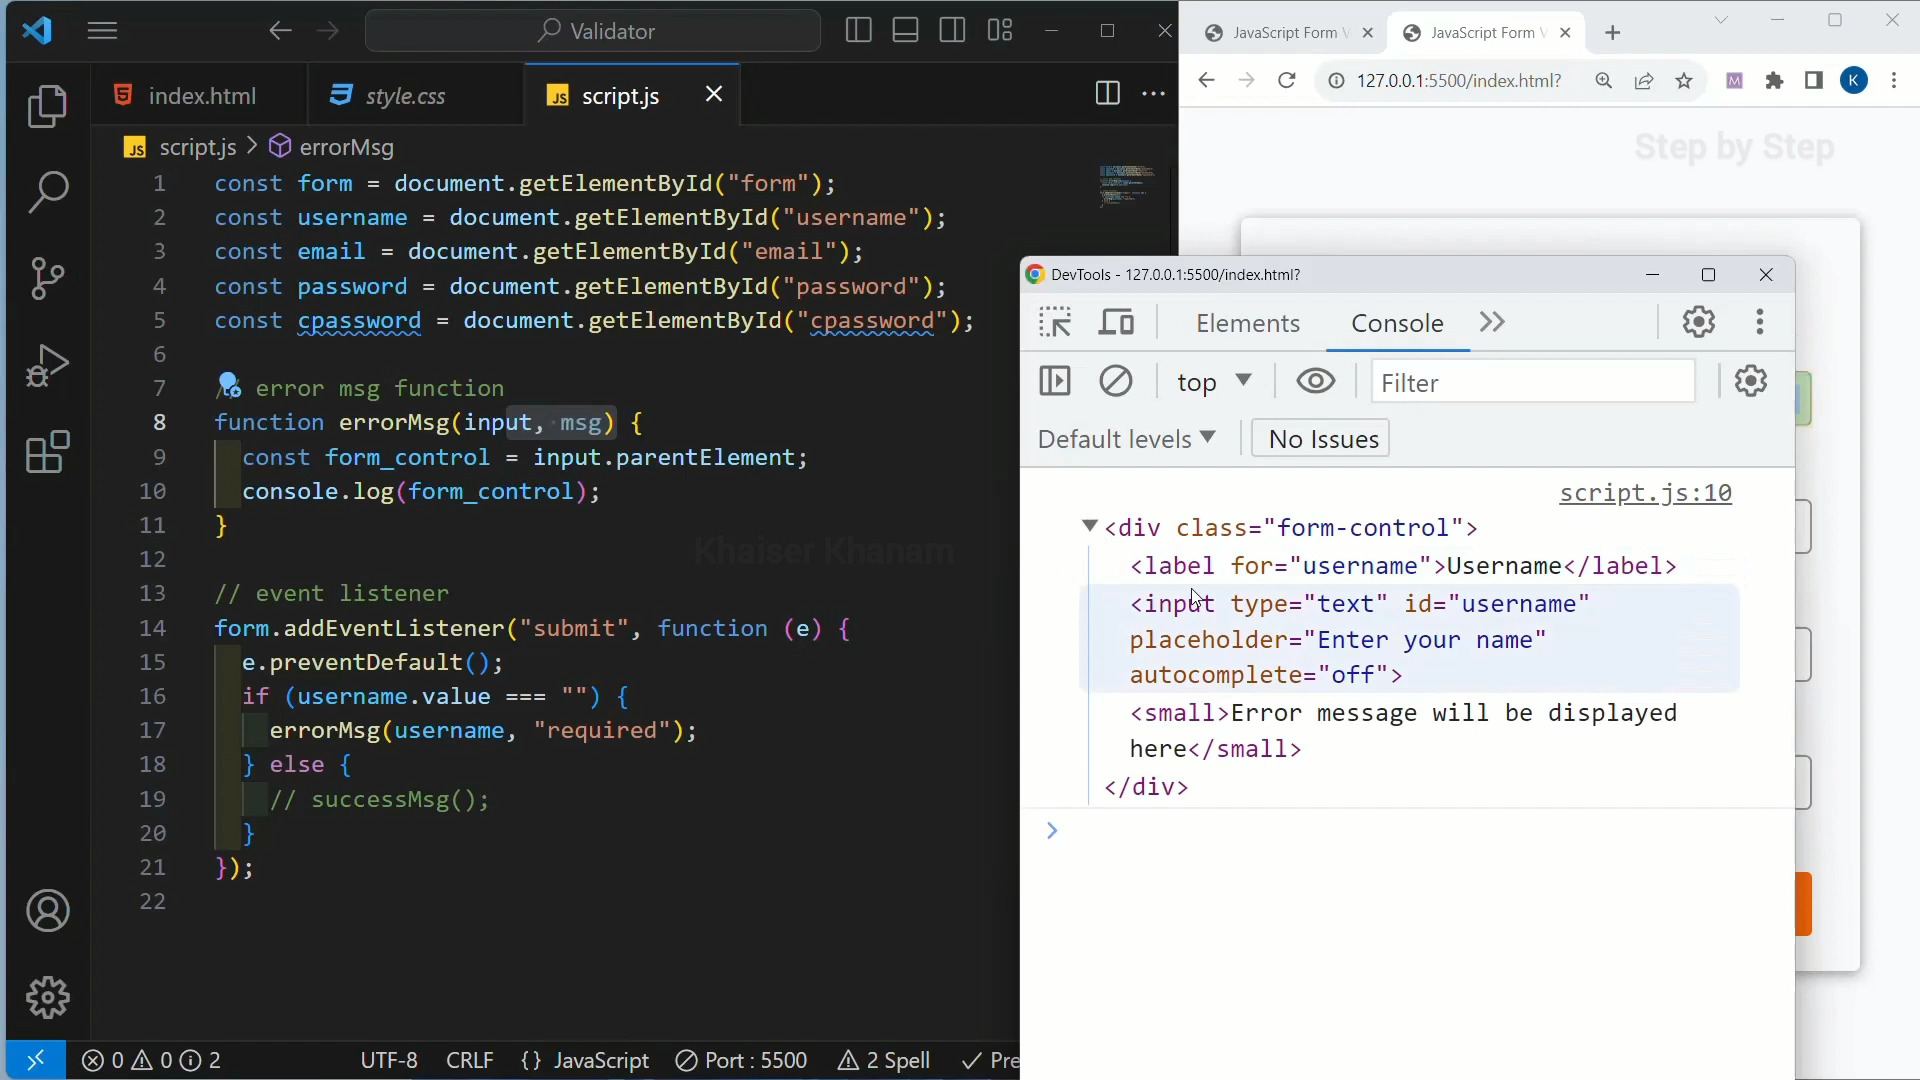 Validator
index.html
style.css
script.js
script.js > errorMsg
1 const form = document.getElementById("form");
2 const username = document.getElementById("username");
3 const email = document.getElementById("email");
4 const password = document.getElementById("password");
5 const cpassword = document.getElementById("cpassword");
6
7 // error msg function
8 function errorMsg(input, msg) {
9 const form_control = input.parentElement;
10 console.log(form_control);
11 }
12
13 // event listener
14 form.addEventListener("submit", function (e) {
15 e.preventDefault();
16 if (username.value === "") {
17 errorMsg(username, "required");
18 } else {
19 // successMsg();
20 }
21 });
22
Khaiser Khanam
0 0 2 UTF-8 CRLF {} JavaScript Port : 5500 2 Spell Pre
JavaScript Form V
JavaScript Form V
127.0.0.1:5500/index.html?
K
Step by Step
DevTools - 127.0.0.1:5500/index.html?
Elements Console
top Filter
Default levels No Issues
script.js:10
<div class="form-control">
<label for="username">Username</label>
<input type="text" id="username"
placeholder="Enter your name"
autocomplete="off">
<small>Error message will be displayed
here</small>
</div>